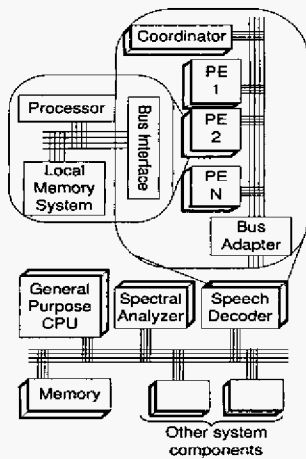 Coordinator
PE
1
PE
2
PE
N
Processor
Bus Interface
Local
Memory
System
Bus
Adapter
General
Purpose
CPU
Spectral
Analyzer
Speech
Decoder
Memory
Other system
components